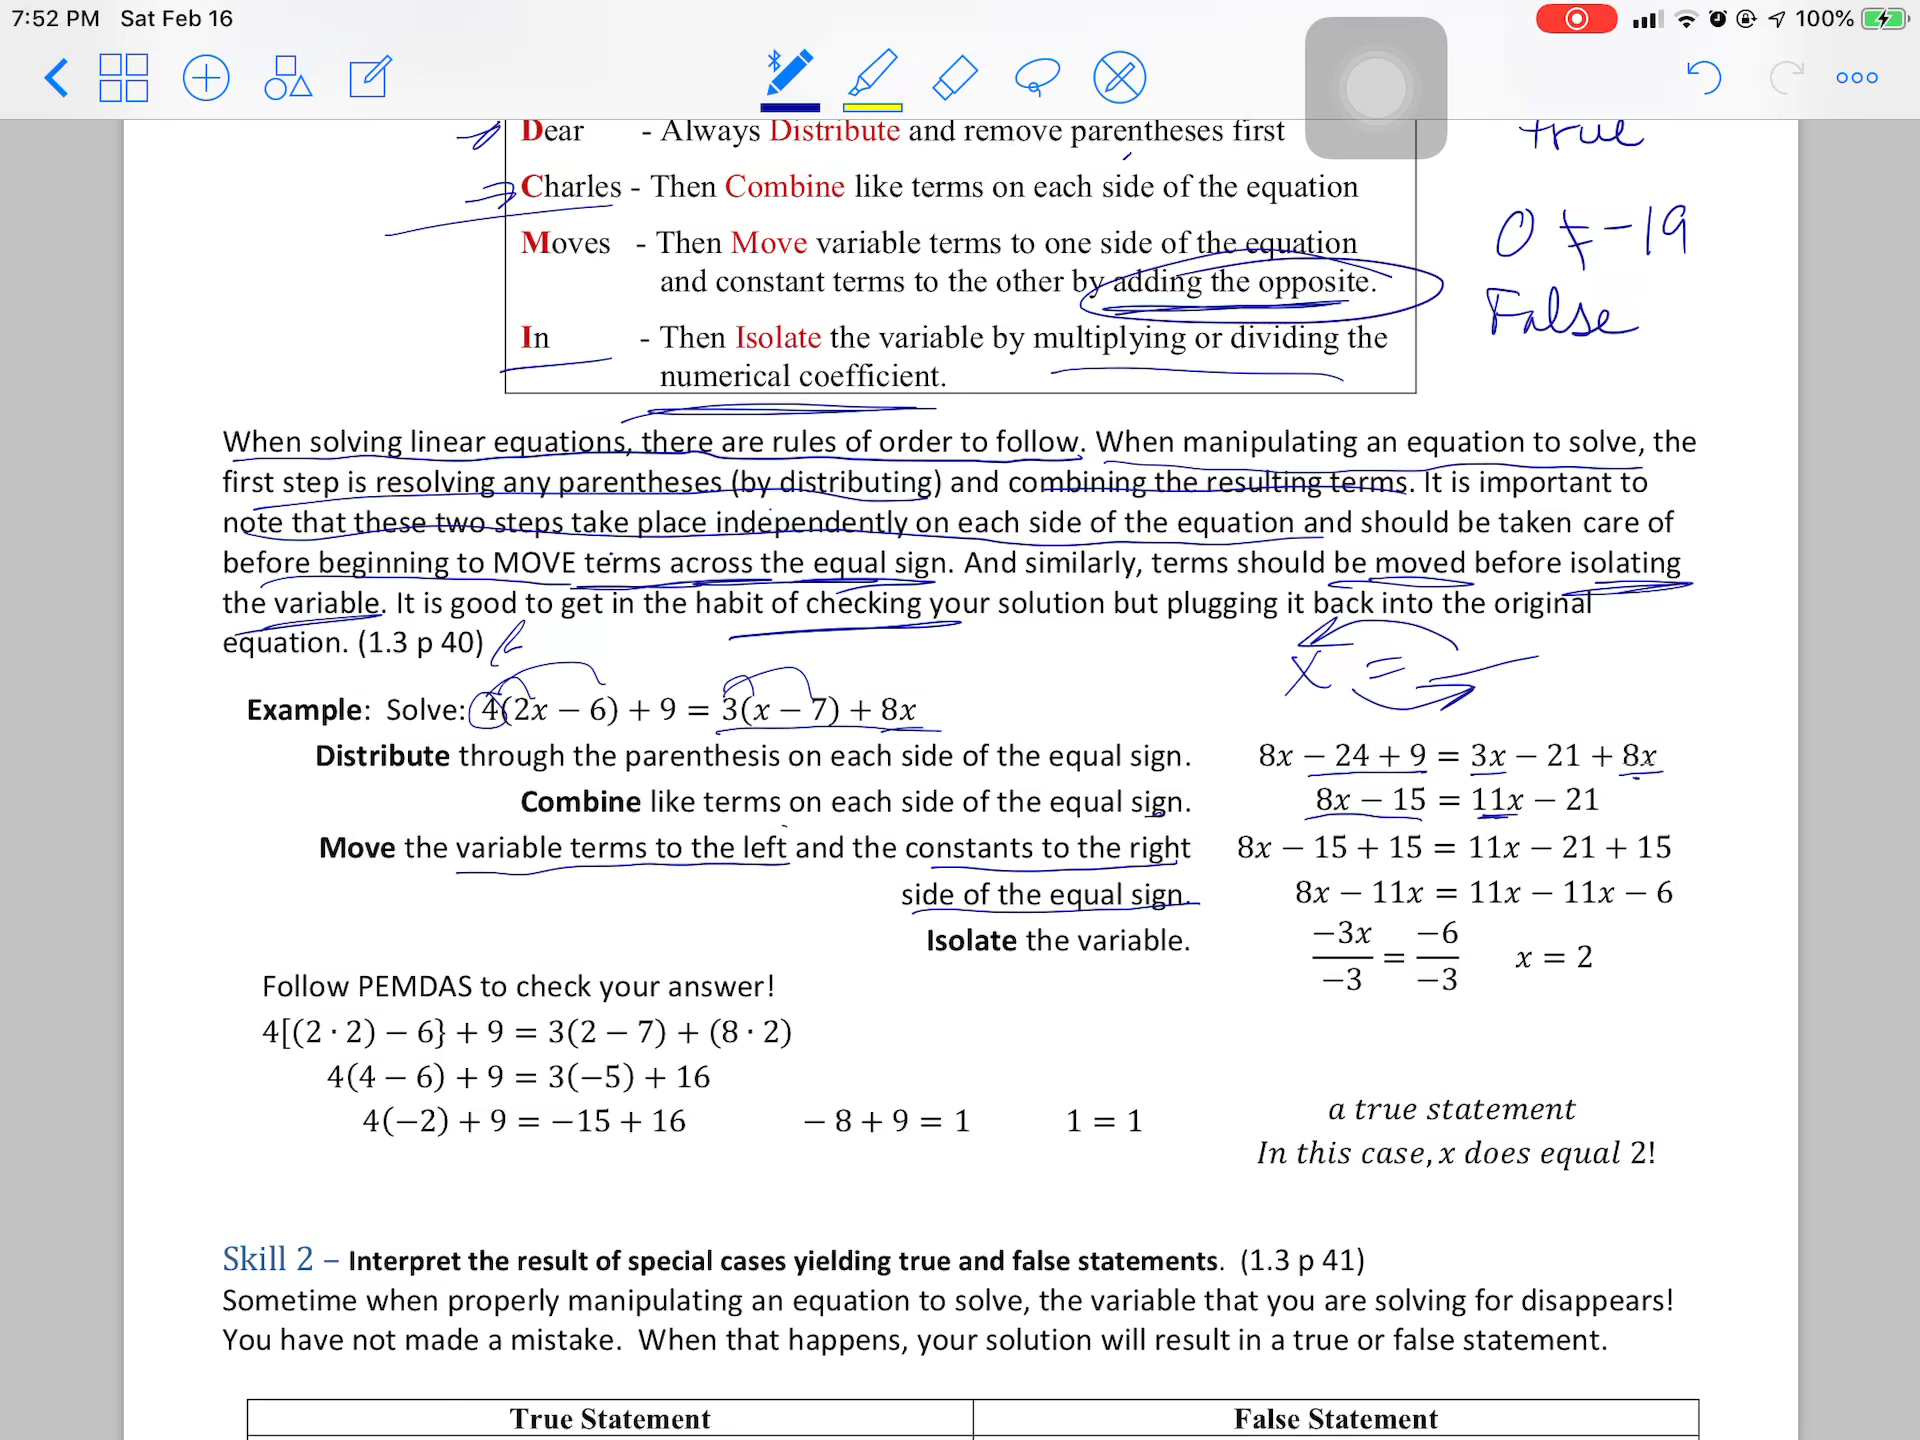 7:52 PM Sat Feb 16 100%
Dear - Always Distribute and remove parentheses first
true
Charles - Then Combine like terms on each side of the equation
0 ≠ -19
Moves - Then Move variable terms to one side of the equation
and constant terms to the other by adding the opposite.
False
In - Then Isolate the variable by multiplying or dividing the
numerical coefficient.
When solving linear equations, there are rules of order to follow. When manipulating an equation to solve, the
first step is resolving any parentheses (by distributing) and combining the resulting terms. It is important to
note that these two steps take place independently on each side of the equation and should be taken care of
before beginning to MOVE terms across the equal sign. And similarly, terms should be moved before isolating
the variable. It is good to get in the habit of checking your solution but plugging it back into the original
equation. (1.3 p 40)
x =
Example: Solve: 4(2x − 6) + 9 = 3(x − 7) + 8x
Distribute through the parenthesis on each side of the equal sign. 8x − 24 + 9 = 3x − 21 + 8x
Combine like terms on each side of the equal sign. 8x − 15 = 11x − 21
Move the variable terms to the left and the constants to the right 8x − 15 + 15 = 11x − 21 + 15
side of the equal sign. 8x − 11x = 11x − 11x − 6
Isolate the variable. −3x/−3 = −6/−3 x = 2
Follow PEMDAS to check your answer!
4[(2 · 2) − 6} + 9 = 3(2 − 7) + (8 · 2)
4(4 − 6) + 9 = 3(−5) + 16
4(−2) + 9 = −15 + 16 − 8 + 9 = 1 1 = 1 a true statement
In this case, x does equal 2!
Skill 2 – Interpret the result of special cases yielding true and false statements. (1.3 p 41)
Sometime when properly manipulating an equation to solve, the variable that you are solving for disappears!
You have not made a mistake. When that happens, your solution will result in a true or false statement.
True Statement False Statement